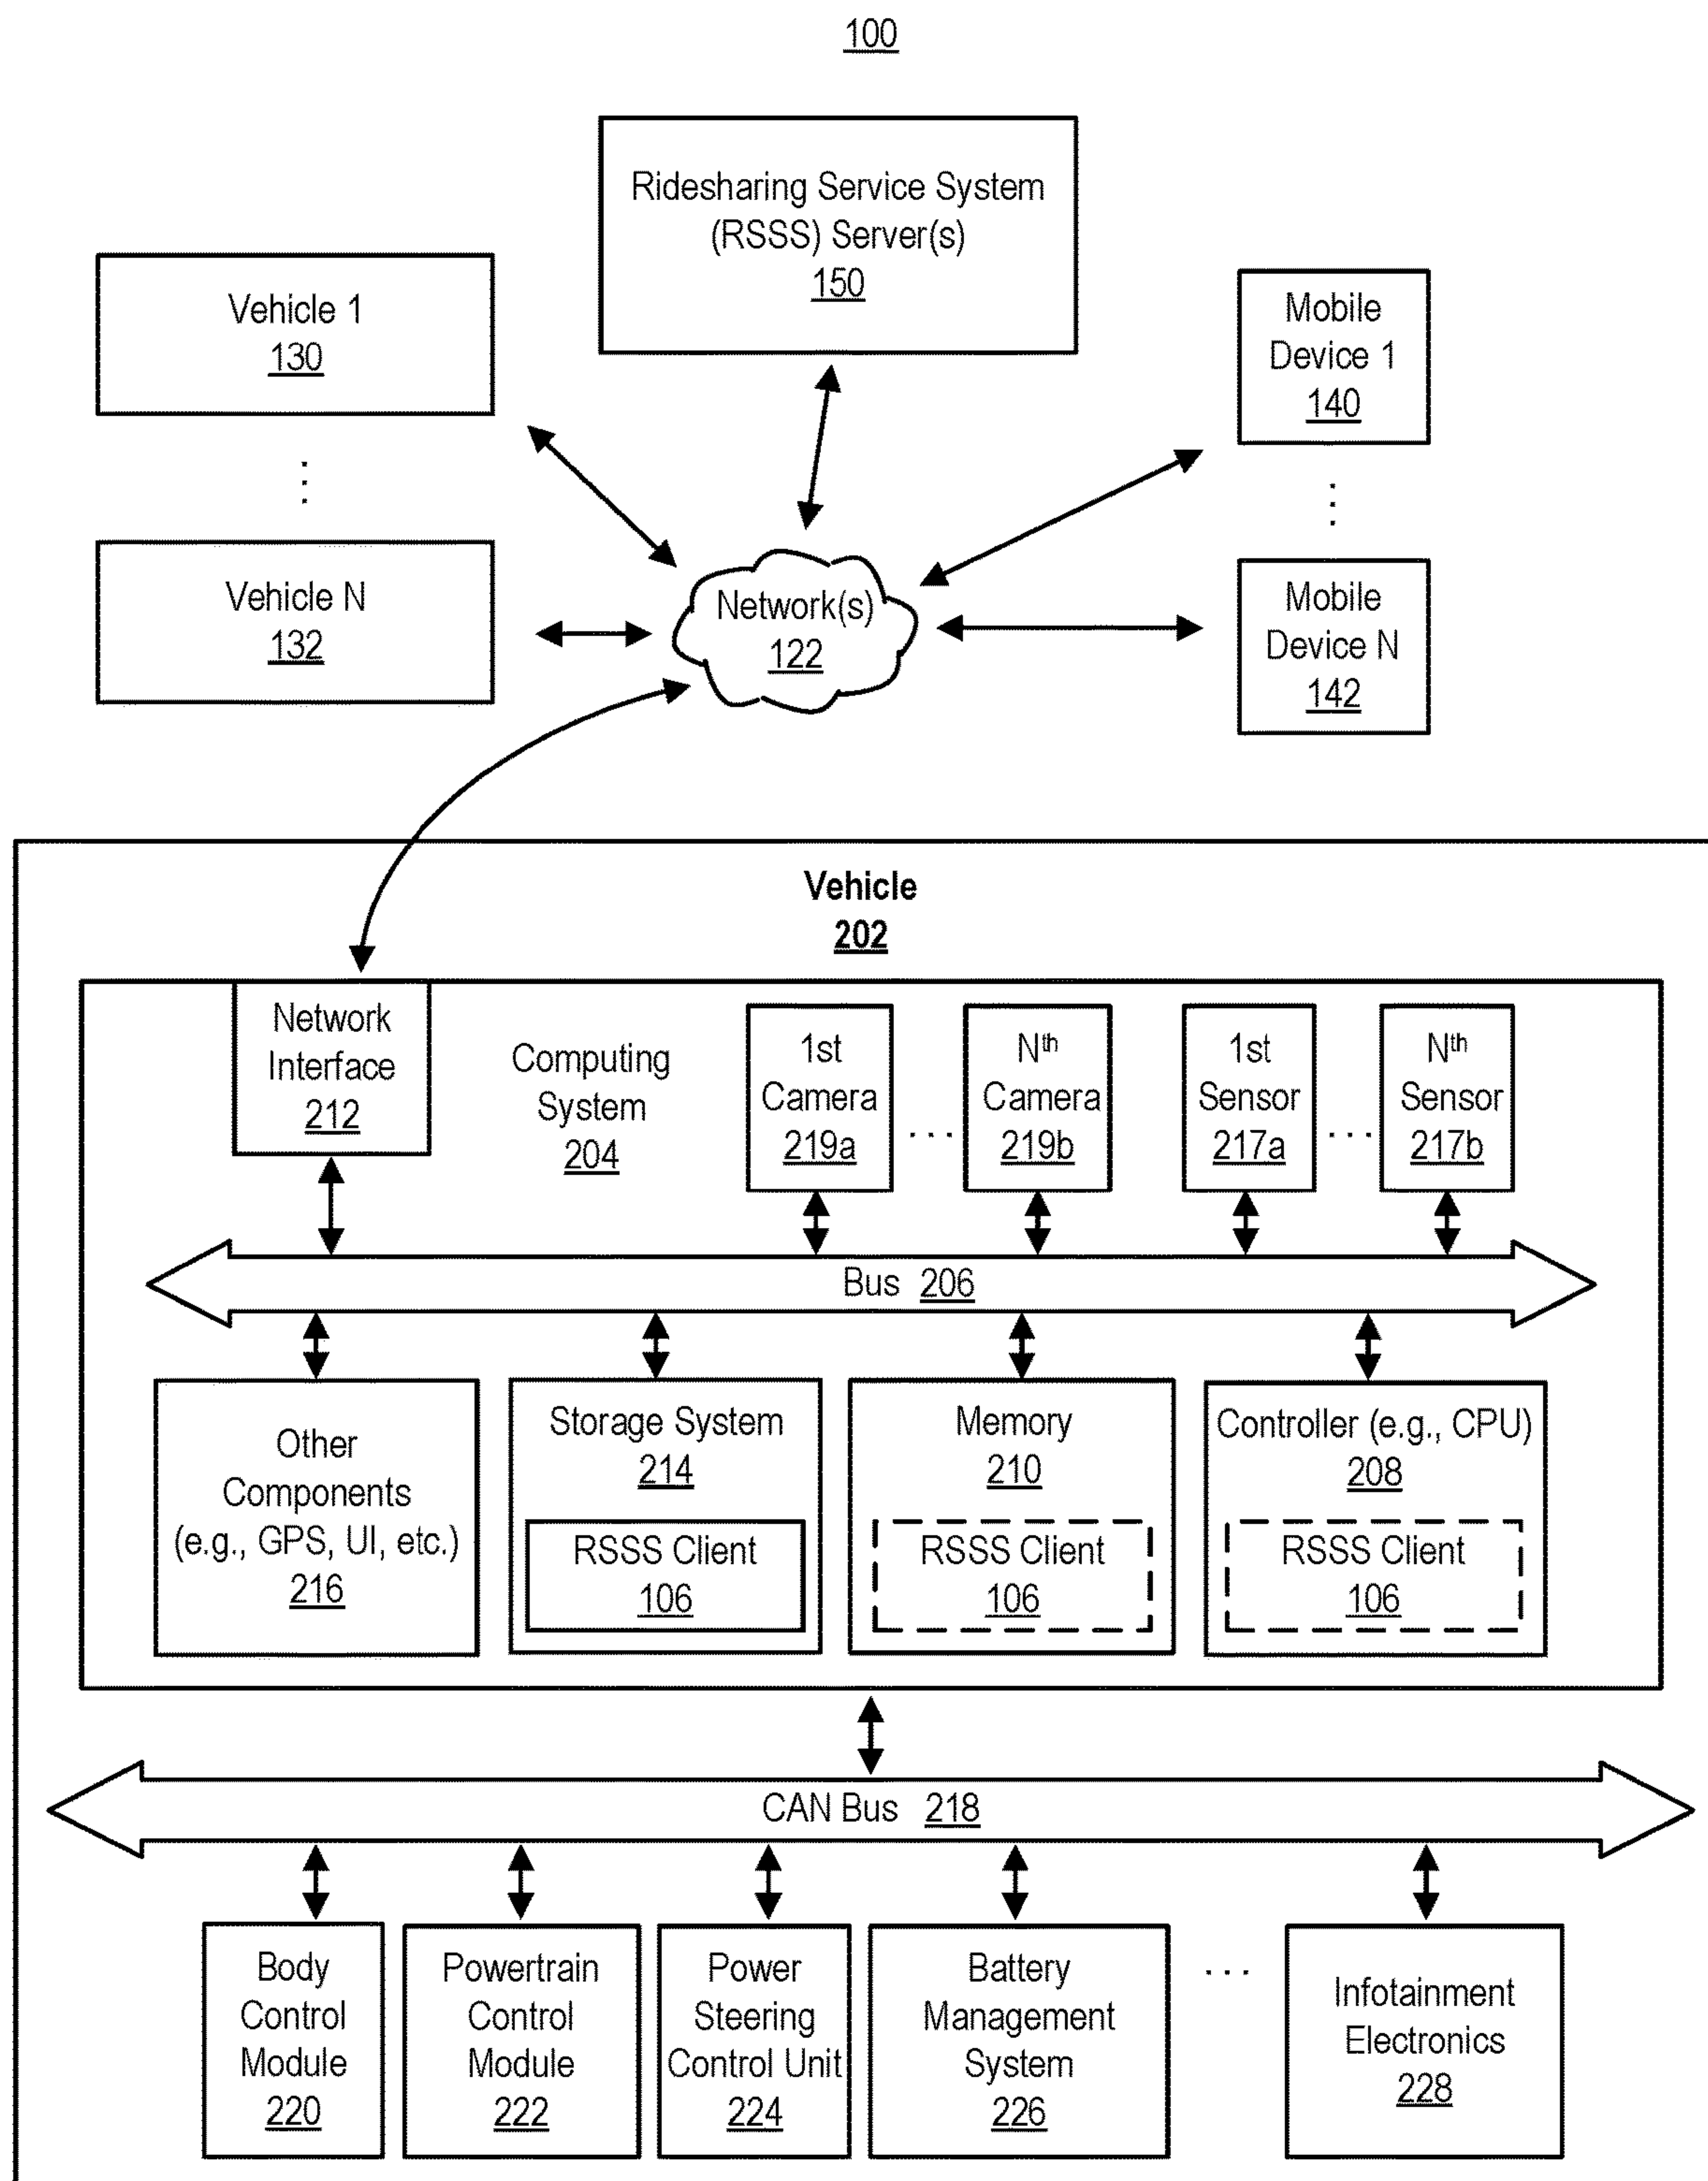 100
Ridesharing Service System
(RSSS) Server(s)
150
Vehicle 1
130
Mobile
Device 1
140
⋮
⋮
Vehicle N
132
Network(s)
122
Mobile
Device N
142
Vehicle
202
Network
Interface
212
Computing
System
204
1st
Camera
219a
...
Nth
Camera
219b
1st
Sensor
217a
...
Nth
Sensor
217b
Bus 206
Other
Components
(e.g., GPS, UI, etc.)
216
Storage System
214
RSSS Client
106
Memory
210
RSSS Client
106
Controller (e.g., CPU)
208
RSSS Client
106
CAN Bus 218
Body
Control
Module
220
Powertrain
Control
Module
222
Power
Steering
Control Unit
224
Battery
Management
System
226
...
Infotainment
Electronics
228